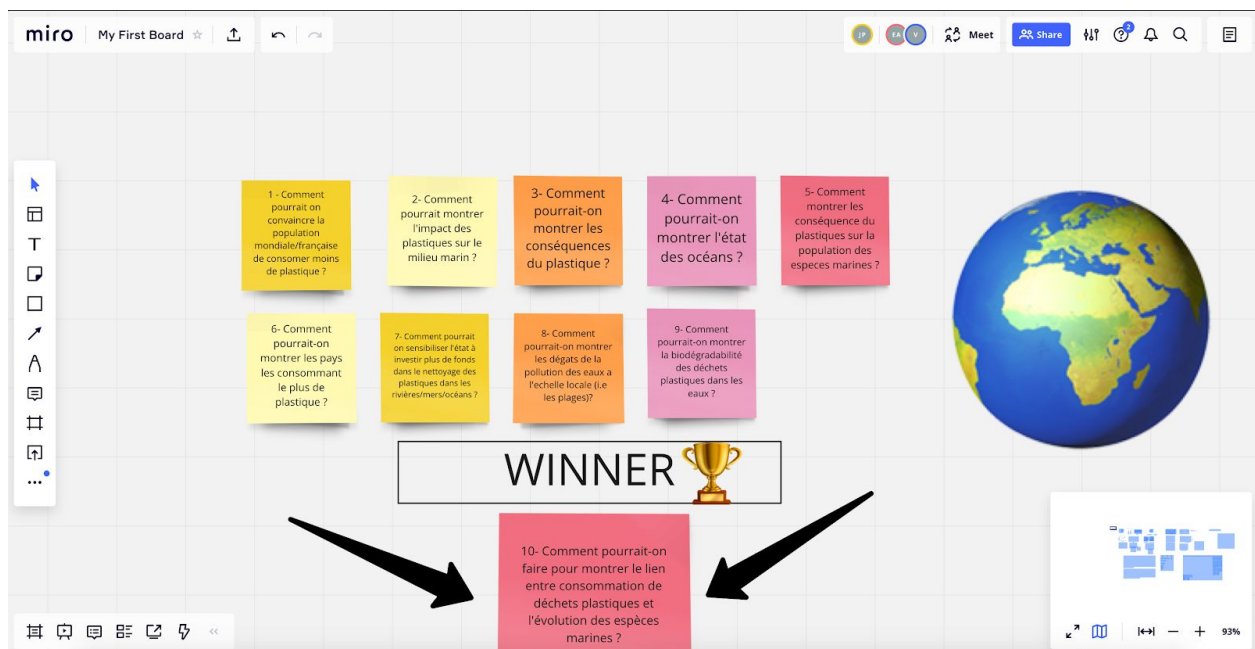 miro
My First Board
JP
EA
V
Meet
Share
2
1 - Comment
pourrait on
convaincre la
population
mondiale/française
de consomer moins
de plastique ?
2- Comment
pourrait montrer
l'impact des
plastiques sur le
milieu marin ?
3- Comment
pourrait-on
montrer les
conséquences
du plastique ?
4- Comment
pourrait-on
montrer l'état
des océans ?
5- Comment
montrer les
conséquence du
plastiques sur la
population des
especes marines ?
6- Comment
pourrait-on
montrer les pays
les consommant
le plus de
plastique ?
7- Comment pourrait
on sensibiliser l'état à
investir plus de fonds
dans le nettoyage des
plastiques dans les
rivières/mers/océans ?
8- Comment
pourrait-on montrer
les dégats de la
pollution des eaux a
l'echelle locale (i.e
les plages)?
9- Comment
pourrait-on montrer
la biodégradabilité
des déchets
plastiques dans les
eaux ?
WINNER
10- Comment pourrait-on
faire pour montrer le lien
entre consommation de
déchets plastiques et
l'évolution des espèces
marines ?
93%